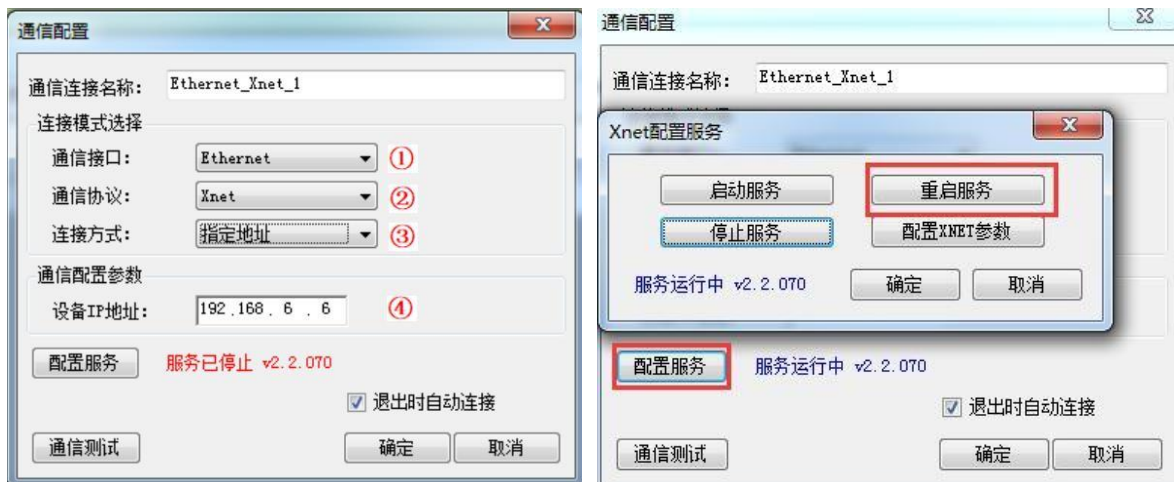 通信配置
通信连接名称： Ethernet_Xnet_1
连接模式选择
通信接口： Ethernet ①
通信协议： Xnet ②
连接方式： 指定地址 ③
通信配置参数
设备IP地址： 192 .168 . 6 . 6 ④
配置服务 服务已停止 v2.2.070
退出时自动连接
通信测试 确定 取消
通信配置
通信连接名称： Ethernet_Xnet_1
Xnet配置服务
启动服务 重启服务
停止服务 配置XNET参数
服务运行中 v2.2.070 确定 取消
配置服务 服务运行中 v2.2.070
退出时自动连接
通信测试 确定 取消